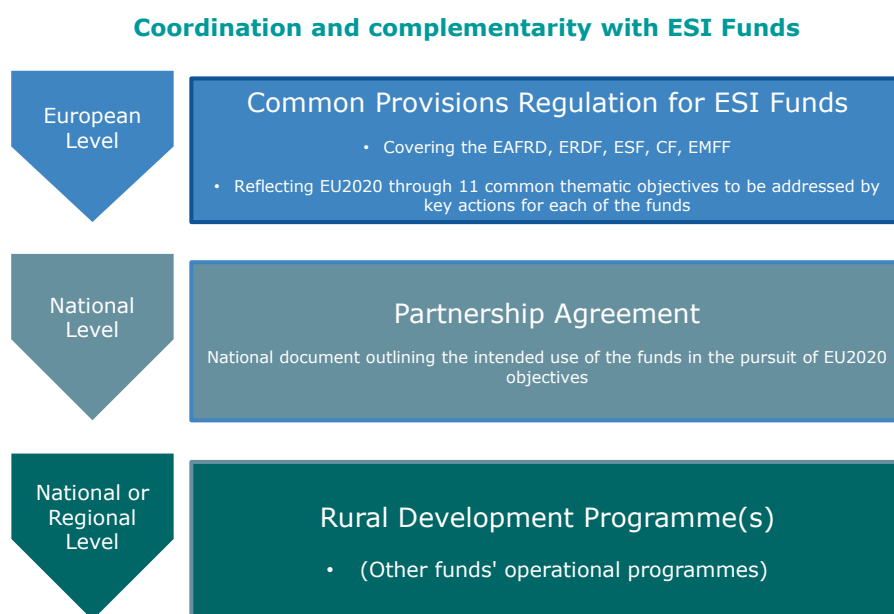 Coordination and complementarity with ESI Funds
European
Level
Common Provisions Regulation for ESI Funds
• Covering the EAFRD, ERDF, ESF, CF, EMFF
• Reflecting EU2020 through 11 common thematic objectives to be addressed by
key actions for each of the funds
National
Level
Partnership Agreement
National document outlining the intended use of the funds in the pursuit of EU2020
objectives
National or
Regional
Level
Rural Development Programme(s)
• (Other funds' operational programmes)